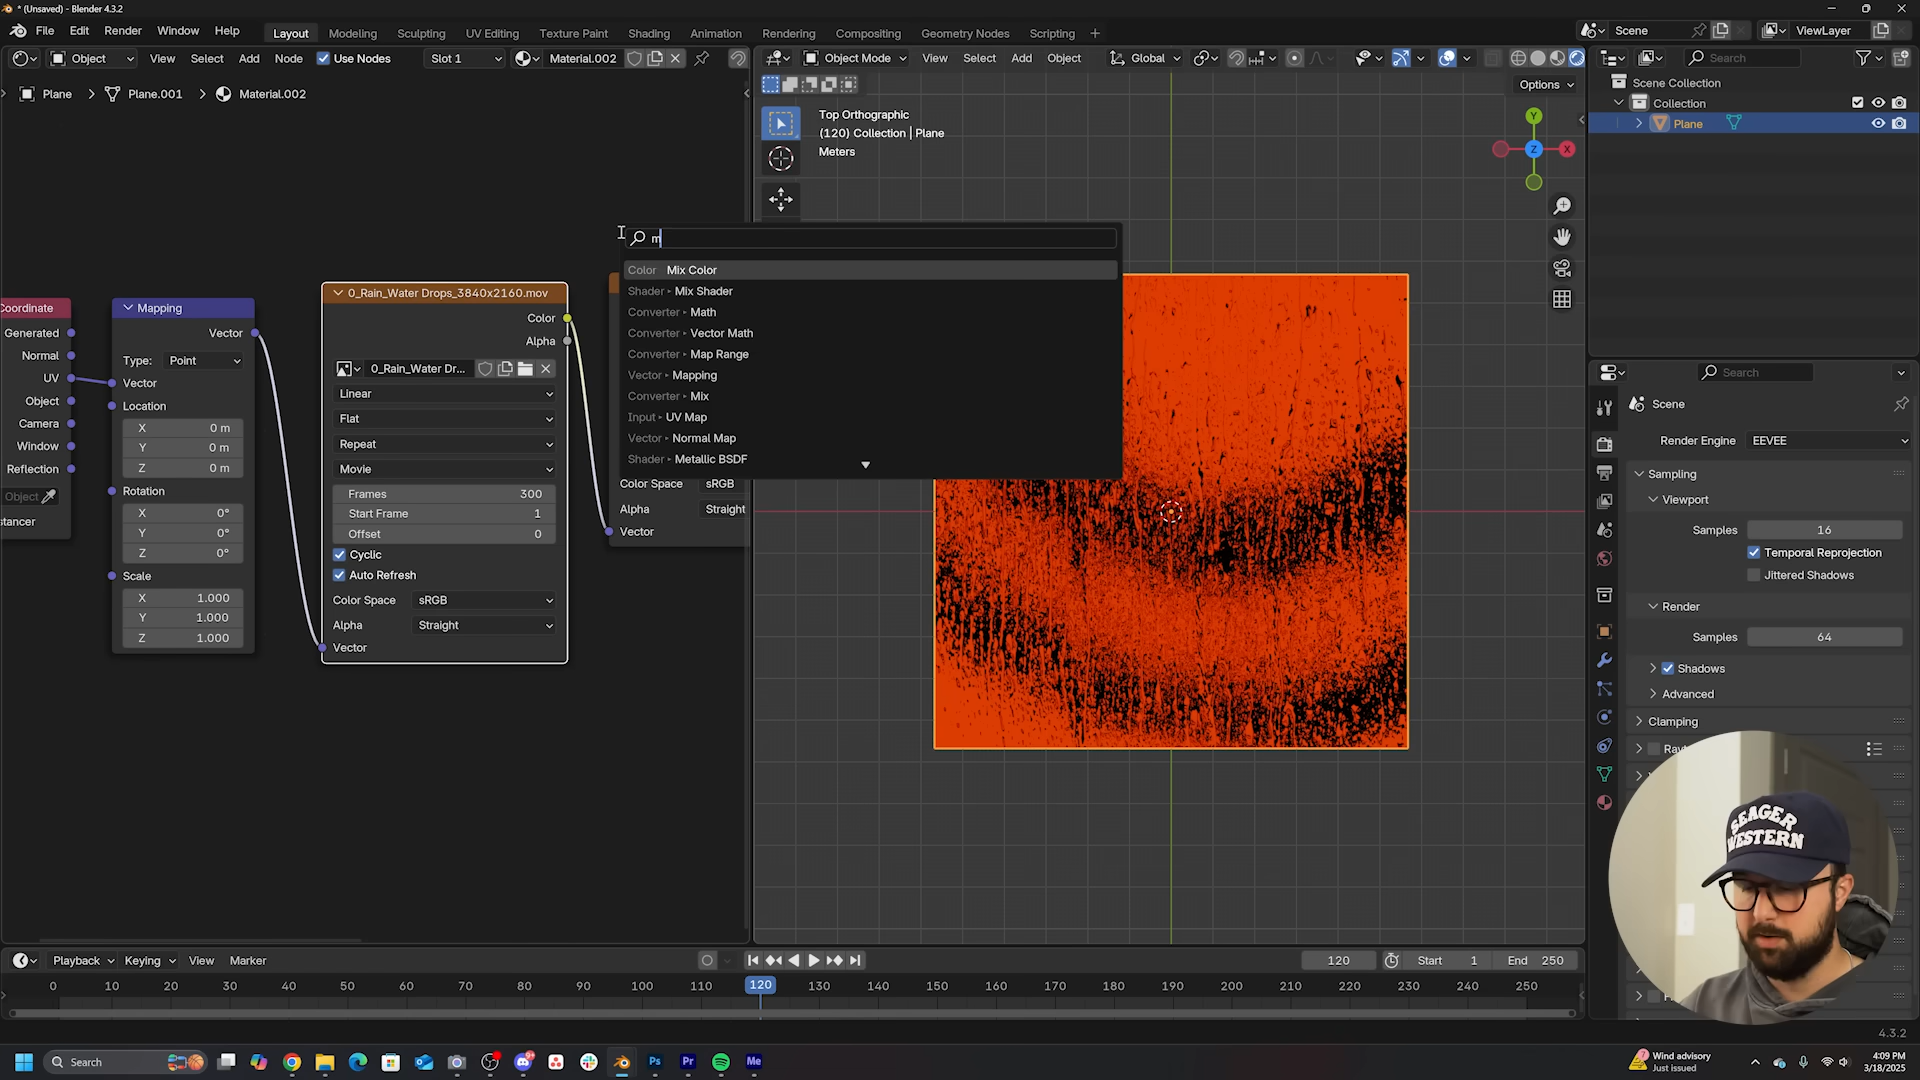 * (Unsaved) - Blender 4.3.2
File Edit Render Window Help Layout Modeling Sculpting UV Editing Texture Paint Shading Animation Rendering Compositing Geometry Nodes Scripting + Scene ViewLayer
Object View Select Add Node Use Nodes Slot 1 Material.002
Object Mode View Select Add Object Global
Search
Plane > Plane.001 > Material.002
Options
Top Orthographic
(120) Collection | Plane
Meters
Y
Z
X
Scene Collection
Collection
Plane
m
Color Mix Color
Shader ▸ Mix Shader
Converter ▸ Math
Converter ▸ Vector Math
Converter ▸ Map Range
Vector ▸ Mapping
Converter ▸ Mix
Input ▸ UV Map
Vector ▸ Normal Map
Shader ▸ Metallic BSDF
Color Space sRGB
Alpha Straight
Vector
Coordinate
Generated
Normal
UV
Object
Camera
Window
Reflection
Object
stancer
Mapping
Vector
Type: Point
Vector
Location
X 0 m
Y 0 m
Z 0 m
Rotation
X 0°
Y 0°
Z 0°
Scale
X 1.000
Y 1.000
Z 1.000
0_Rain_Water Drops_3840x2160.mov
Color
Alpha
0_Rain_Water Dr...
Linear
Flat
Repeat
Movie
Frames 300
Start Frame 1
Offset 0
Cyclic
Auto Refresh
Color Space sRGB
Alpha Straight
Vector
Search
Scene
Render Engine EEVEE
Sampling
Viewport
Samples 16
Temporal Reprojection
Jittered Shadows
Render
Samples 64
Shadows
Advanced
Clamping
Ray
SEAGER
WESTERN
Playback Keying View Marker 120 Start 1 End 250
0 10 20 30 40 50 60 70 80 90 100 110 120 130 140 150 160 170 180 190 200 210 220 230 240 250
4.3.2
Search
Ps Pr Me
Wind advisory
Just issued
4:09 PM
3/18/2025